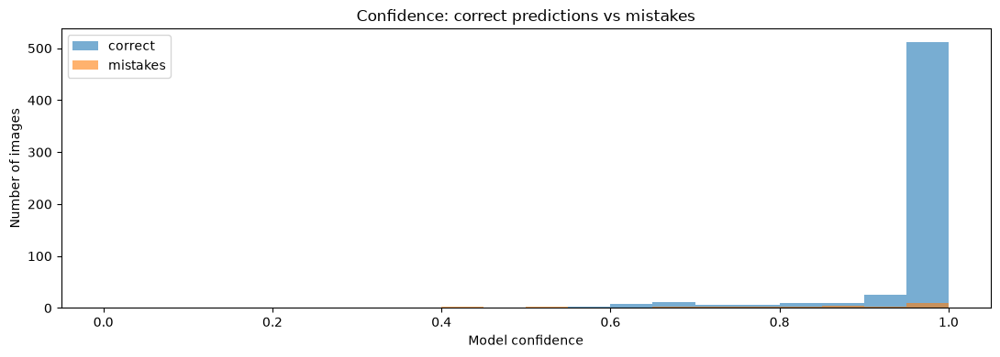 Confidence: correct predictions vs mistakes
correct
mistakes
Number of images
500
400
300
200
100
0
0.0 0.2 0.4 0.6 0.8 1.0
Model confidence